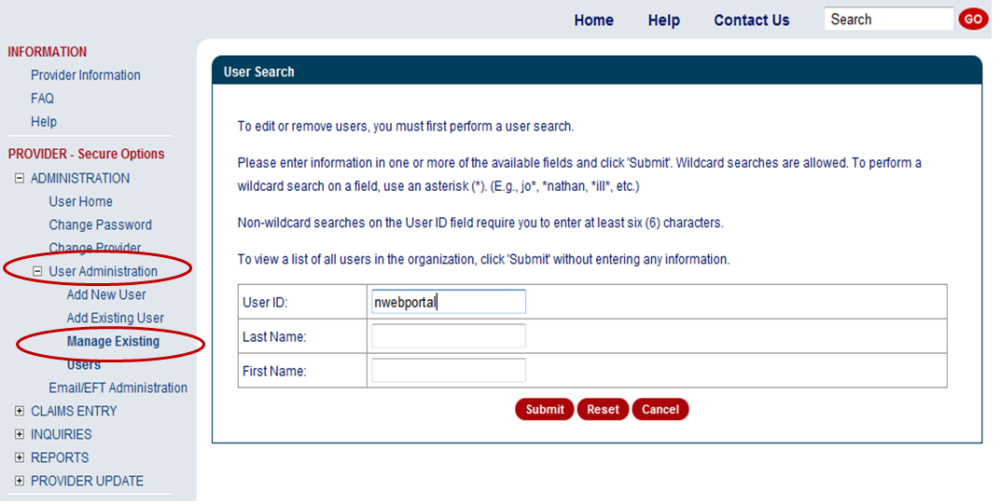 Home Help Contact Us Search GO
INFORMATION
Provider Information
FAQ
Help
PROVIDER - Secure Options
ADMINISTRATION
User Home
Change Password
Change Provider
User Administration
Add New User
Add Existing User
Manage Existing
Users
Email/EFT Administration
CLAIMS ENTRY
INQUIRIES
REPORTS
PROVIDER UPDATE
User Search
To edit or remove users, you must first perform a user search.
Please enter information in one or more of the available fields and click 'Submit'. Wildcard searches are allowed. To perform a
wildcard search on a field, use an asterisk (*). (E.g., jo*, *nathan, *ill*, etc.)
Non-wildcard searches on the User ID field require you to enter at least six (6) characters.
To view a list of all users in the organization, click 'Submit' without entering any information.
User ID: nwebportal
Last Name:
First Name:
Submit Reset Cancel